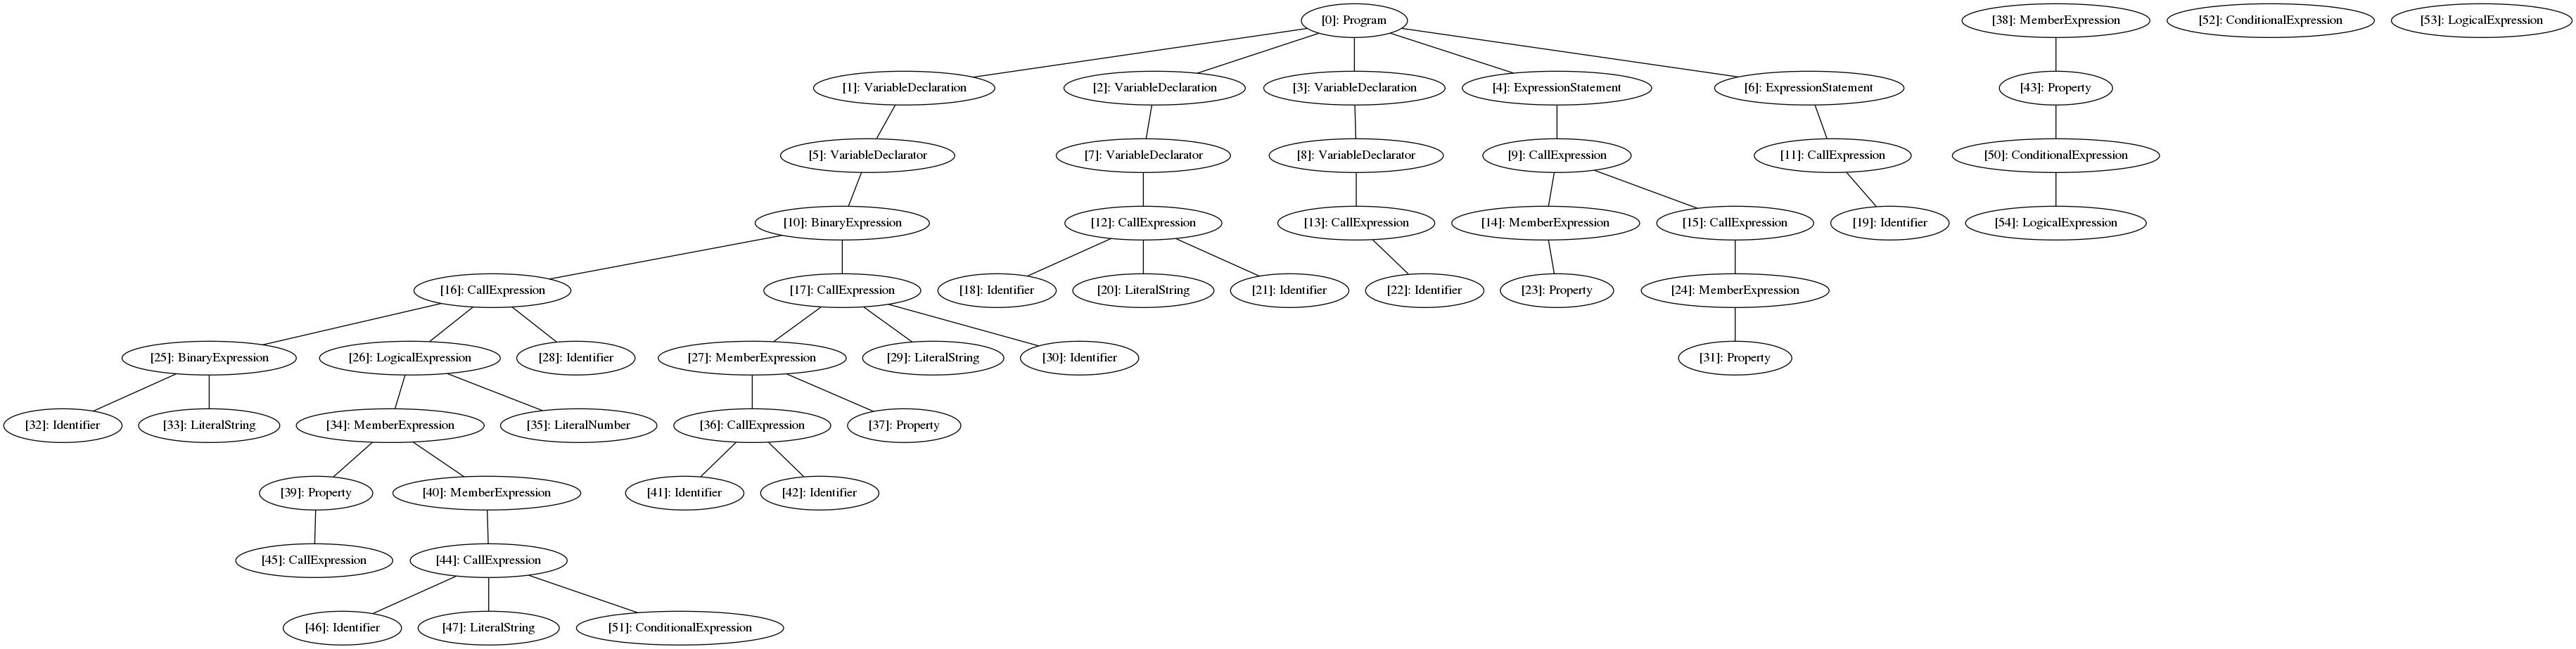 [0]: Program
[38]: MemberExpression
[52]: ConditionalExpression
[53]: LogicalExpression
[1]: VariableDeclaration
[2]: VariableDeclaration
[3]: VariableDeclaration
[4]: ExpressionStatement
[6]: ExpressionStatement
[43]: Property
[5]: VariableDeclarator
[7]: VariableDeclarator
[8]: VariableDeclarator
[9]: CallExpression
[11]: CallExpression
[50]: ConditionalExpression
[10]: BinaryExpression
[12]: CallExpression
[13]: CallExpression
[14]: MemberExpression
[15]: CallExpression
[19]: Identifier
[54]: LogicalExpression
[16]: CallExpression
[17]: CallExpression
[18]: Identifier
[20]: LiteralString
[21]: Identifier
[22]: Identifier
[23]: Property
[24]: MemberExpression
[25]: BinaryExpression
[26]: LogicalExpression
[28]: Identifier
[27]: MemberExpression
[29]: LiteralString
[30]: Identifier
[31]: Property
[32]: Identifier
[33]: LiteralString
[34]: MemberExpression
[35]: LiteralNumber
[36]: CallExpression
[37]: Property
[39]: Property
[40]: MemberExpression
[41]: Identifier
[42]: Identifier
[45]: CallExpression
[44]: CallExpression
[46]: Identifier
[47]: LiteralString
[51]: ConditionalExpression